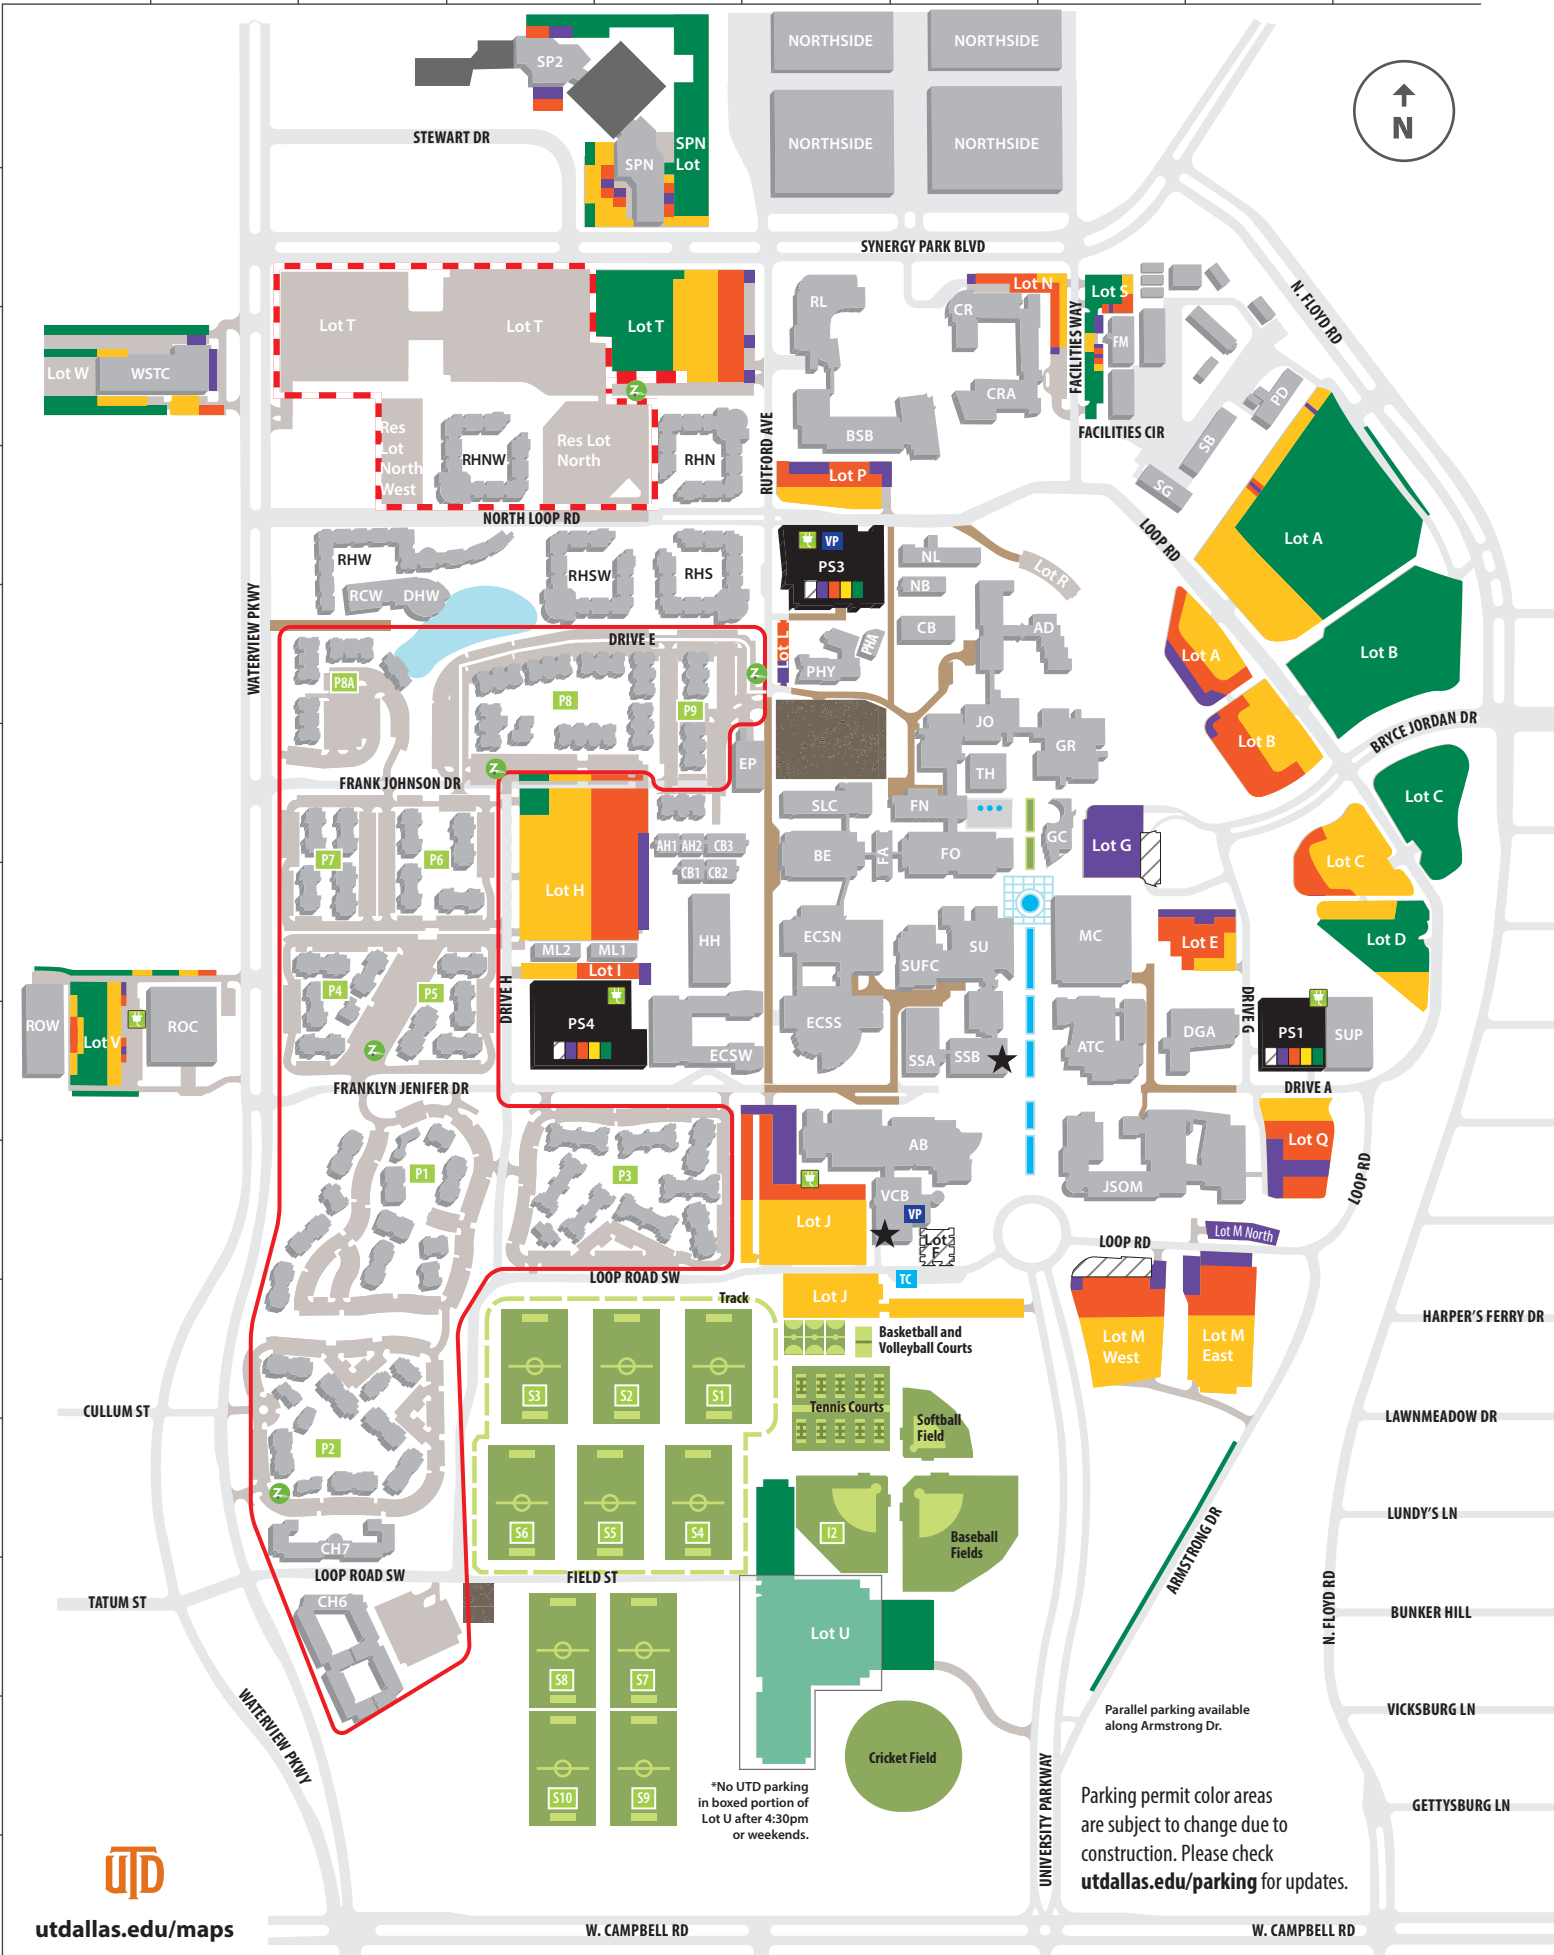 NORTHSIDE
NORTHSIDE
SP2
N
STEWART DR
SPN
SPN
Lot
NORTHSIDE
NORTHSIDE
SYNERGY PARK BLVD
Lot T
Lot T
Lot T
RL
CR
Lot N
Lot S
FACILITIES WAY
FM
N. FLOYD RD
Lot W
WSTC
Z
CRA
PD
Res
Lot
North
West
RHNW
Res Lot
North
RHN
RUTFORD AVE
BSB
FACILITIES CIR
SB
Lot P
SG
NORTH LOOP RD
LOOP RD
Lot A
RHW
RCW
DHW
RHSW
RHS
VP
PS3
NL
NB
Lot R
WATERVIEW PKWY
DRIVE E
Lot L
PHY
PHA
CB
AD
Lot A
Lot B
P8A
P8
P9
Z
JO
GR
Lot B
BRYCE JORDAN DR
EP
TH
Z
FRANK JOHNSON DR
SLC
FN
Lot C
P7
P6
AH1
AH2
CB3
CB1
CB2
BE
FA
FO
GC
Lot G
Lot C
Lot H
HH
ECSN
SUFC
SU
MC
Lot E
Lot D
ML2
ML1
Lot I
P4
P5
DRIVE H
PS4
ECSW
ECSS
SSA
SSB
ATC
DGA
DRIVE G
PS1
SUP
ROW
Lot V
ROC
Z
FRANKLYN JENIFER DR
DRIVE A
P1
P3
AB
JSOM
Lot Q
LOOP RD
VCB
VP
Lot J
Lot
F
LOOP RD
Lot M North
LOOP ROAD SW
TC
Track
Lot J
Lot M
West
Lot M
East
HARPER'S FERRY DR
Basketball and
Volleyball Courts
S3
S2
S1
Tennis Courts
Softball
Field
CULLUM ST
LAWNMEADOW DR
P2
Z
S6
S5
S4
I2
Baseball
Fields
LUNDY'S LN
ARMSTRONG DR
CH7
LOOP ROAD SW
FIELD ST
TATUM ST
CH6
Lot U
N. FLOYD RD
BUNKER HILL
S8
S7
WATERVIEW PKWY
Parallel parking available
along Armstrong Dr.
VICKSBURG LN
Cricket Field
S10
S9
*No UTD parking
in boxed portion of
Lot U after 4:30pm
or weekends.
UNIVERSITY PARKWAY
Parking permit color areas
are subject to change due to
construction. Please check
utdallas.edu/parking for updates.
GETTYSBURG LN
UTD
utdallas.edu/maps
W. CAMPBELL RD
W. CAMPBELL RD